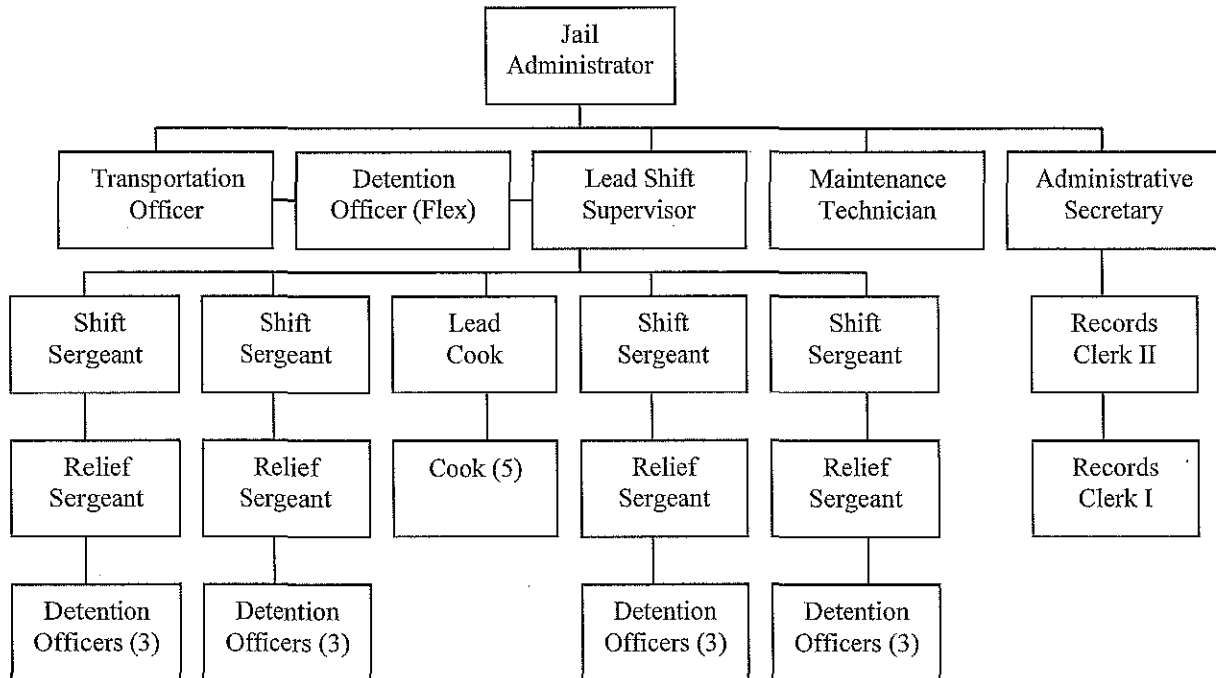 Jail
Administrator
Transportation
Officer
Detention
Officer (Flex)
Lead Shift
Supervisor
Maintenance
Technician
Administrative
Secretary
Shift
Sergeant
Shift
Sergeant
Lead
Cook
Shift
Sergeant
Shift
Sergeant
Records
Clerk II
Relief
Sergeant
Relief
Sergeant
Cook (5)
Relief
Sergeant
Relief
Sergeant
Records
Clerk I
Detention
Officers (3)
Detention
Officers (3)
Detention
Officers (3)
Detention
Officers (3)